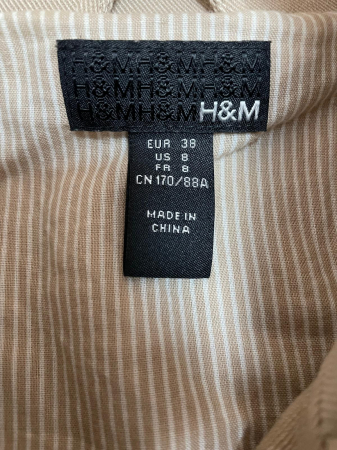 H&MH&MH&M
H&MH&MH&M
H&MH&MH&M
EUR 38
US 8
FR 8
CN 170/88A
MADE IN
CHINA